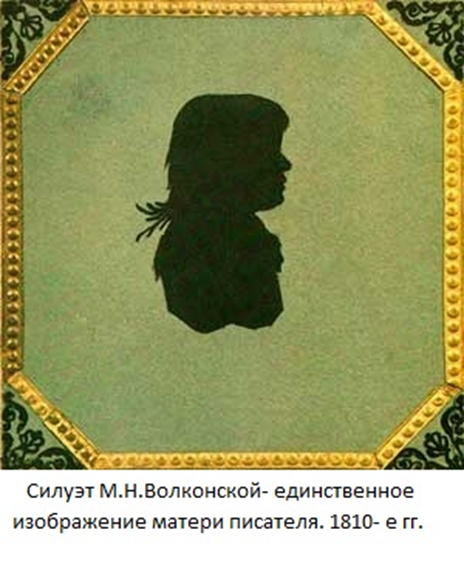 Силуэт М.Н.Волконской- единственное
изображение матери писателя. 1810- е гг.